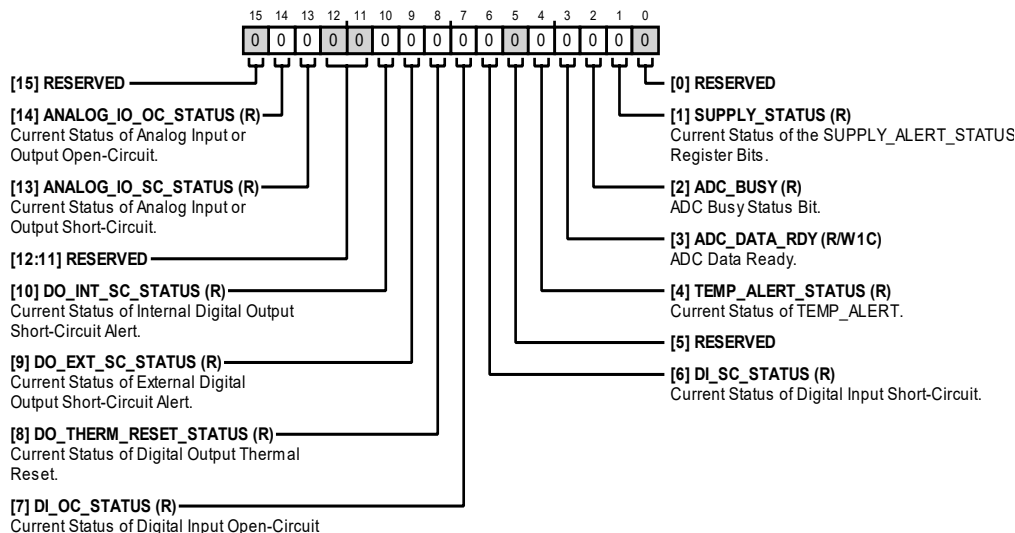 15 14 13 12 11 10 9 8 7 6 5 4 3 2 1 0
0 0 0 0 0 0 0 0 0 0 0 0 0 0 0 0
[15] RESERVED
[14] ANALOG_IO_OC_STATUS (R)
Current Status of Analog Input or
Output Open-Circuit.
[13] ANALOG_IO_SC_STATUS (R)
Current Status of Analog Input or
Output Short-Circuit.
[12:11] RESERVED
[10] DO_INT_SC_STATUS (R)
Current Status of Internal Digital Output
Short-Circuit Alert.
[9] DO_EXT_SC_STATUS (R)
Current Status of External Digital
Output Short-Circuit Alert.
[8] DO_THERM_RESET_STATUS (R)
Current Status of Digital Output Thermal
Reset.
[7] DI_OC_STATUS (R)
Current Status of Digital Input Open-Circuit
[0] RESERVED
[1] SUPPLY_STATUS (R)
Current Status of the SUPPLY_ALERT_STATUS
Register Bits.
[2] ADC_BUSY (R)
ADC Busy Status Bit.
[3] ADC_DATA_RDY (R/W1C)
ADC Data Ready.
[4] TEMP_ALERT_STATUS (R)
Current Status of TEMP_ALERT.
[5] RESERVED
[6] DI_SC_STATUS (R)
Current Status of Digital Input Short-Circuit.